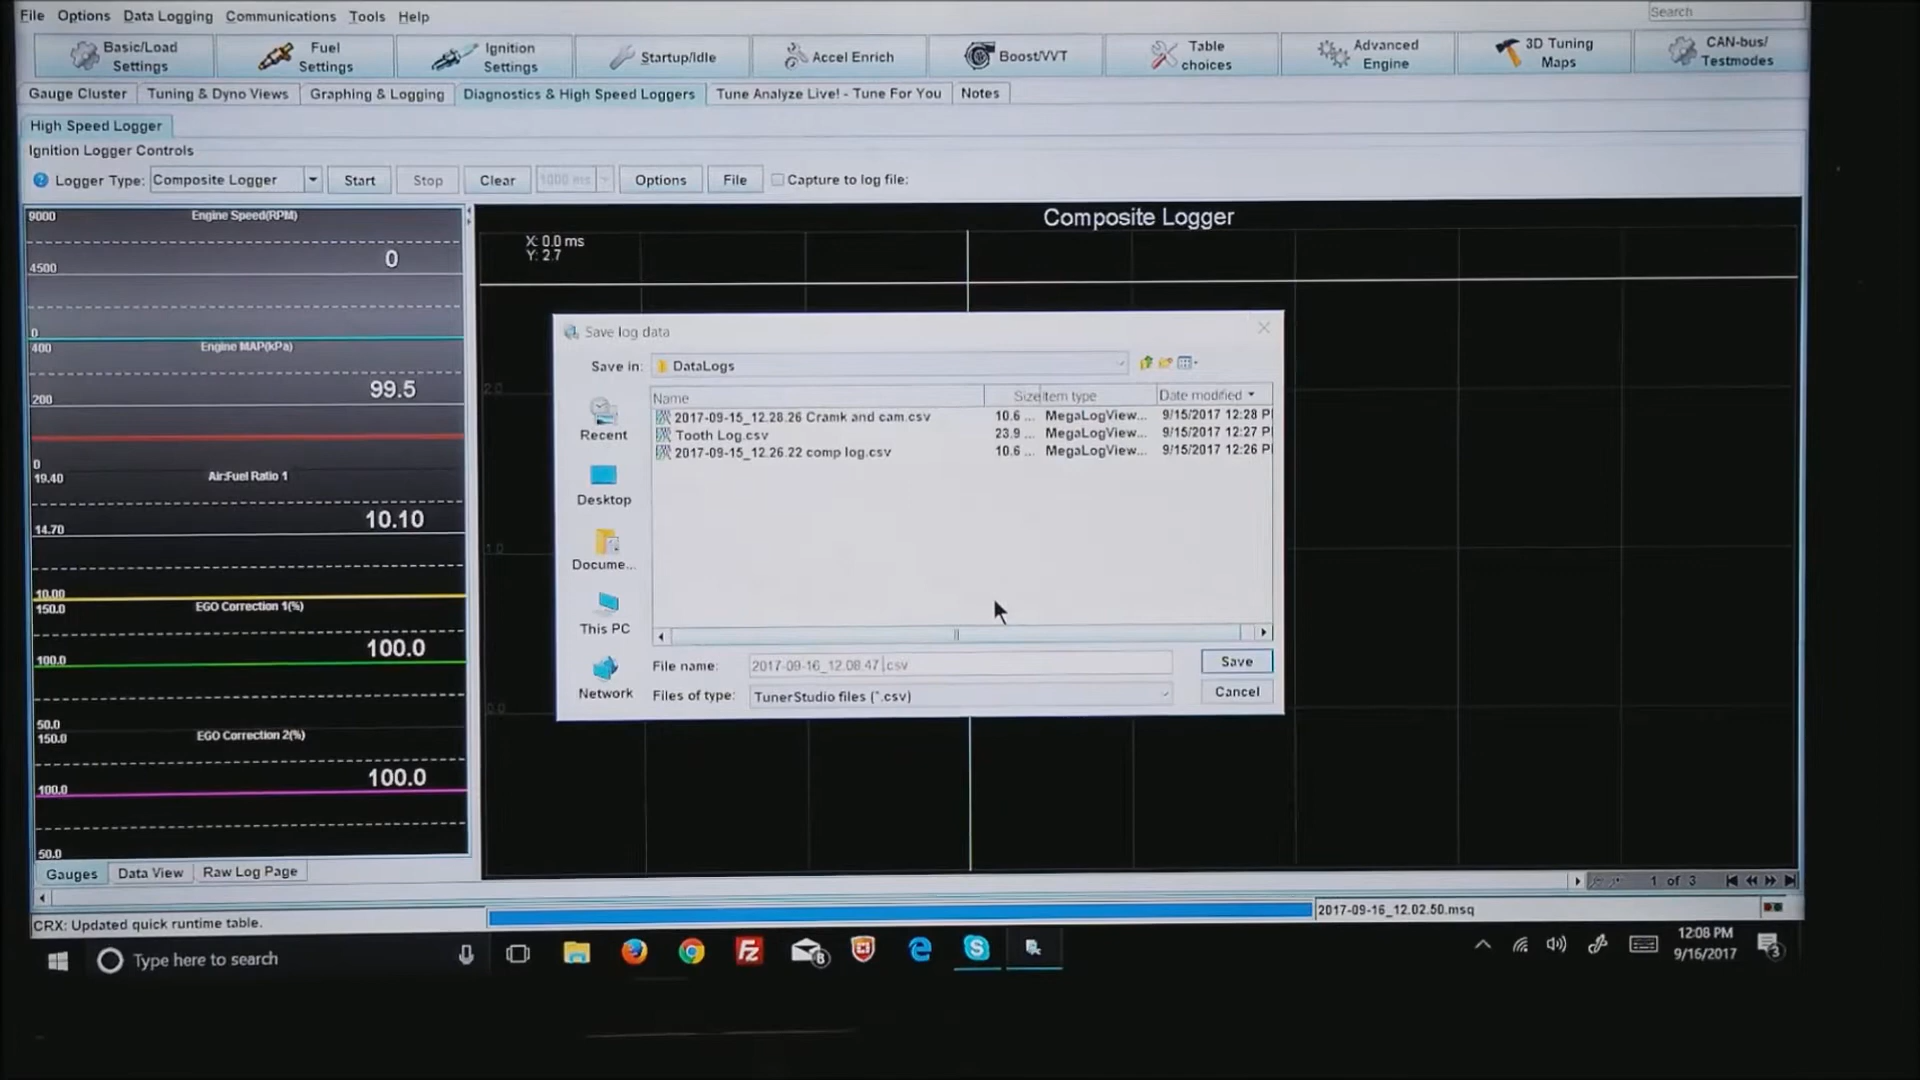 File Options Data Logging Communications Tools Help
Search
Basic/Load Settings
Fuel Settings
Ignition Settings
Startup/Idle
Accel Enrich
Boost/VVT
Table choices
Advanced Engine
3D Tuning Maps
CAN-bus/ Testmodes
Gauge Cluster Tuning & Dyno Views Graphing & Logging Diagnostics & High Speed Loggers Tune Analyze Live! - Tune For You Notes
High Speed Logger
Ignition Logger Controls
Logger Type: Composite Logger Start Stop Clear 1000 ms Options File Capture to log file:
9000 Engine Speed(RPM)
0
4500
0
400 Engine MAP(kPa)
99.5
200
0
19.40 Air:Fuel Ratio 1
10.10
14.70
10.00
150.0 EGO Correction 1(%)
100.0
100.0
50.0
150.0 EGO Correction 2(%)
100.0
100.0
50.0
Gauges Data View Raw Log Page
Composite Logger
X: 0.0 ms
Y: 2.7
2.0
1.0
0.0
Save log data
Save in: DataLogs
Recent
Desktop
Docume...
This PC
Network
Name Size Item type Date modified
2017-09-15_12.28.26 Cramk and cam.csv 10.6 ... MegaLogView... 9/15/2017 12:28 P
Tooth Log.csv 23.9 ... MegaLogView... 9/15/2017 12:27 P
2017-09-15_12.26.22 comp log.csv 10.6 ... MegaLogView... 9/15/2017 12:26 P
File name: 2017-09-16_12.08.47 .csv Save
Files of type: TunerStudio files (*.csv) Cancel
1 of 3
CRX: Updated quick runtime table. 2017-09-16_12.02.50.msq
Type here to search
Fz
B
12:08 PM
9/16/2017
3